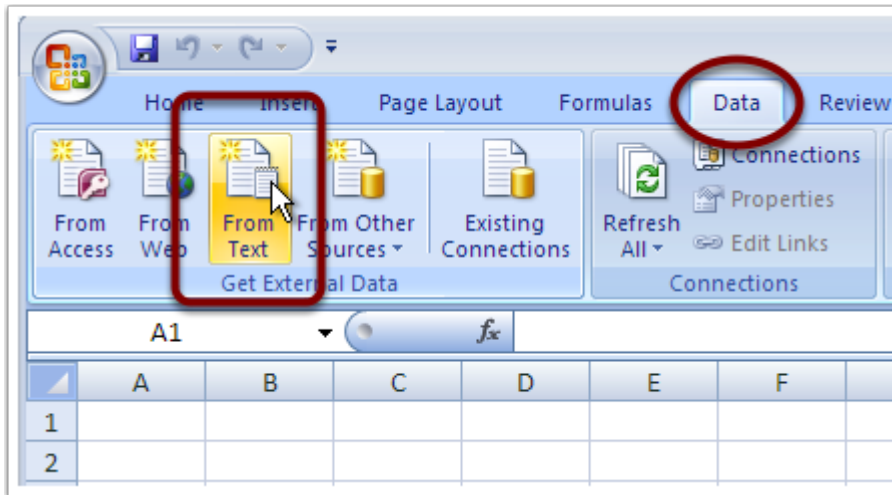 Home Insert Page Layout Formulas Data Review
From Access
From Web
From Text
From Other Sources
Existing Connections
Refresh All
Connections
Properties
Edit Links
Get External Data
Connections
A1 fx
A B C D E F
1
2